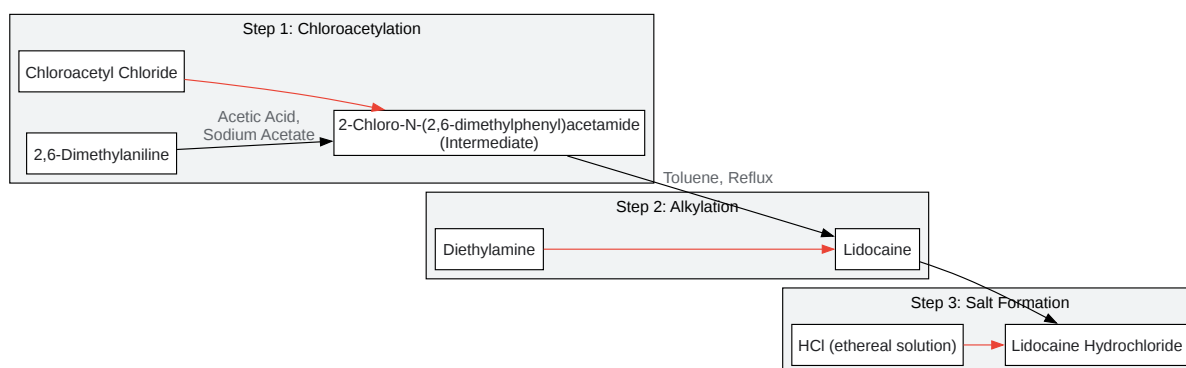 Step 1: Chloroacetylation
Chloroacetyl Chloride
Acetic Acid,
Sodium Acetate
2,6-Dimethylaniline
2-Chloro-N-(2,6-dimethylphenyl)acetamide
(Intermediate)
Toluene, Reflux
Step 2: Alkylation
Diethylamine
Lidocaine
Step 3: Salt Formation
HCl (ethereal solution)
Lidocaine Hydrochloride